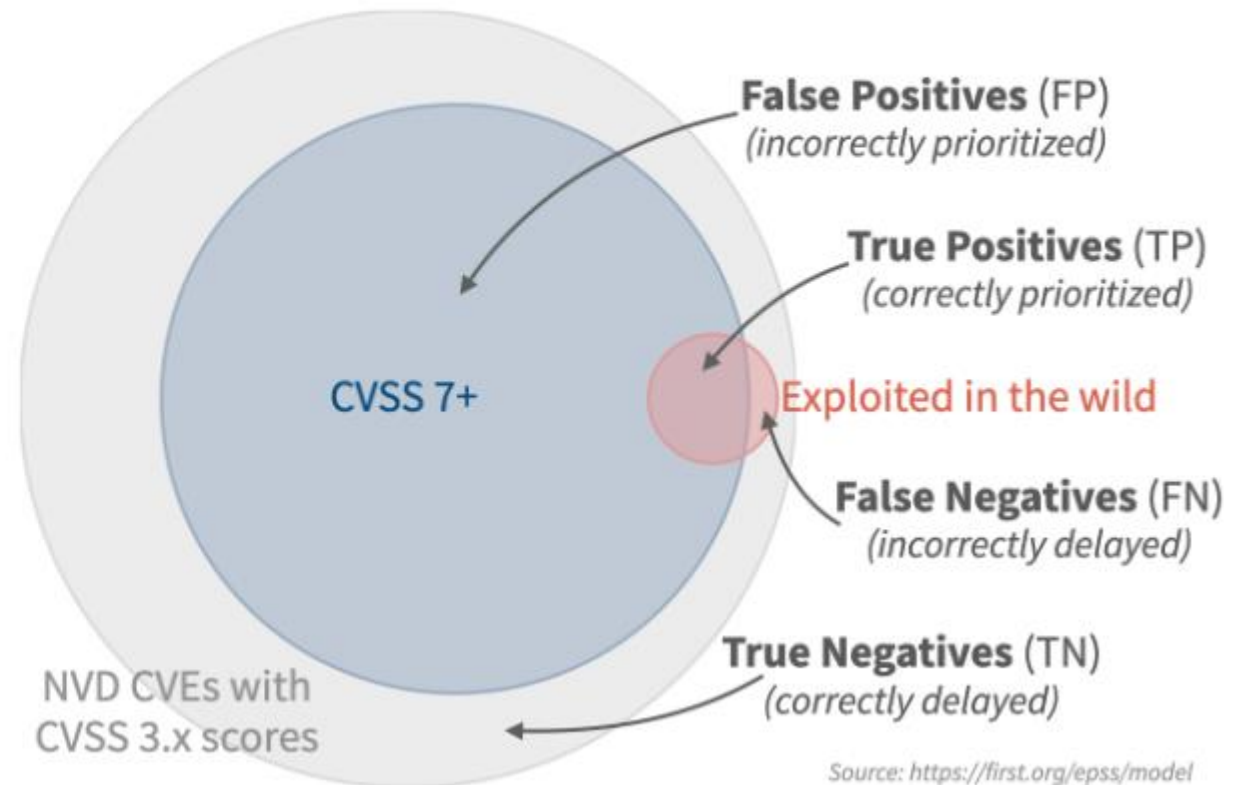 False Positives (FP)
(incorrectly prioritized)
True Positives (TP)
(correctly prioritized)
CVSS 7+
Exploited in the wild
False Negatives (FN)
(incorrectly delayed)
True Negatives (TN)
(correctly delayed)
NVD CVEs with
CVSS 3.x scores
Source: https://first.org/epss/model